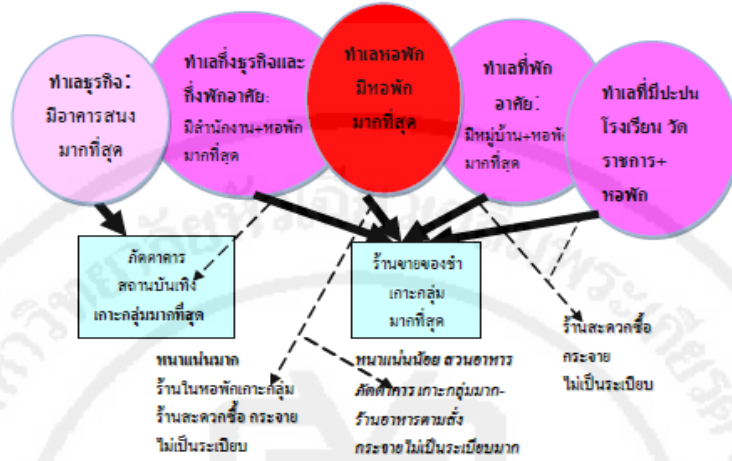 ทำเลธุรกิจ:
มีอาคารสนง
มากที่สุด
ทำเลกึ่งธุรกิจและ
กึ่งพักอาศัย:
มีสำนักงาน+หอพัก
มากที่สุด
ทำเลหอพัก
มีหอพัก
มากที่สุด
ทำเลที่พัก
อาศัย:
มีหมู่บ้าน+หอพัก
มากที่สุด
ทำเลที่มีปะปน
โรงเรียน วัด
ราชการ+
หอพัก
ภัตตาคาร
สถานบันเทิง
เกาะกลุ่มมากที่สุด
ร้านขายของชำ
เกาะกลุ่ม
มากที่สุด
หนาแน่นมาก
ร้านในหอพักเกาะกลุ่ม
ร้านสะดวกซื้อ กระจาย
ไม่เป็นระเบียบ
หนาแน่นน้อย สวนอาหาร
ภัตตาคาร เกาะกลุ่มมาก-
ร้านอาหารตามสั่ง
กระจายไม่เป็นระเบียบมาก
ร้านสะดวกซื้อ
กระจาย
ไม่เป็นระเบียบ